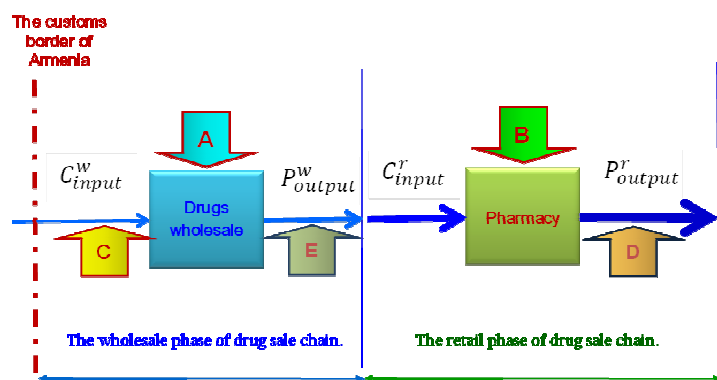 The customs
border of
Armenia
A
B
C^w_input
P^w_output
C^r_input
P^r_output
Drugs
wholesale
Pharmacy
C
E
D
The wholesale phase of drug sale chain.
The retail phase of drug sale chain.